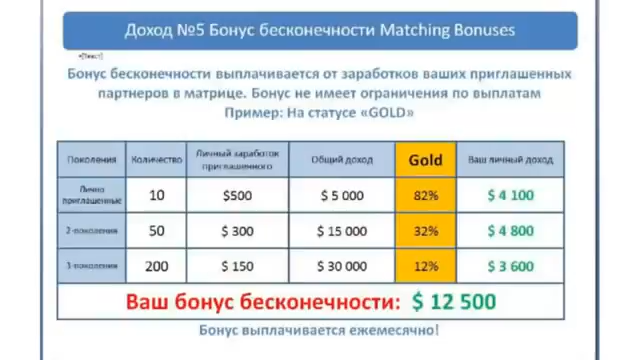 Доход №5 Бонус бесконечности Matching Bonuses
•[Текст]
Бонус бесконечности выплачивается от заработков ваших приглашенных
партнеров в матрице. Бонус не имеет ограничения по выплатам
Пример: На статусе «GOLD»
Поколения Количество Личный заработок приглашенного Общий доход Gold Ваш личный доход
Лично приглашенные 10 $500 $ 5 000 82% $ 4 100
2-поколения 50 $ 300 $ 15 000 32% $ 4 800
3-поколения 200 $ 150 $ 30 000 12% $ 3 600
Ваш бонус бесконечности: $ 12 500
Бонус выплачивается ежемесячно!